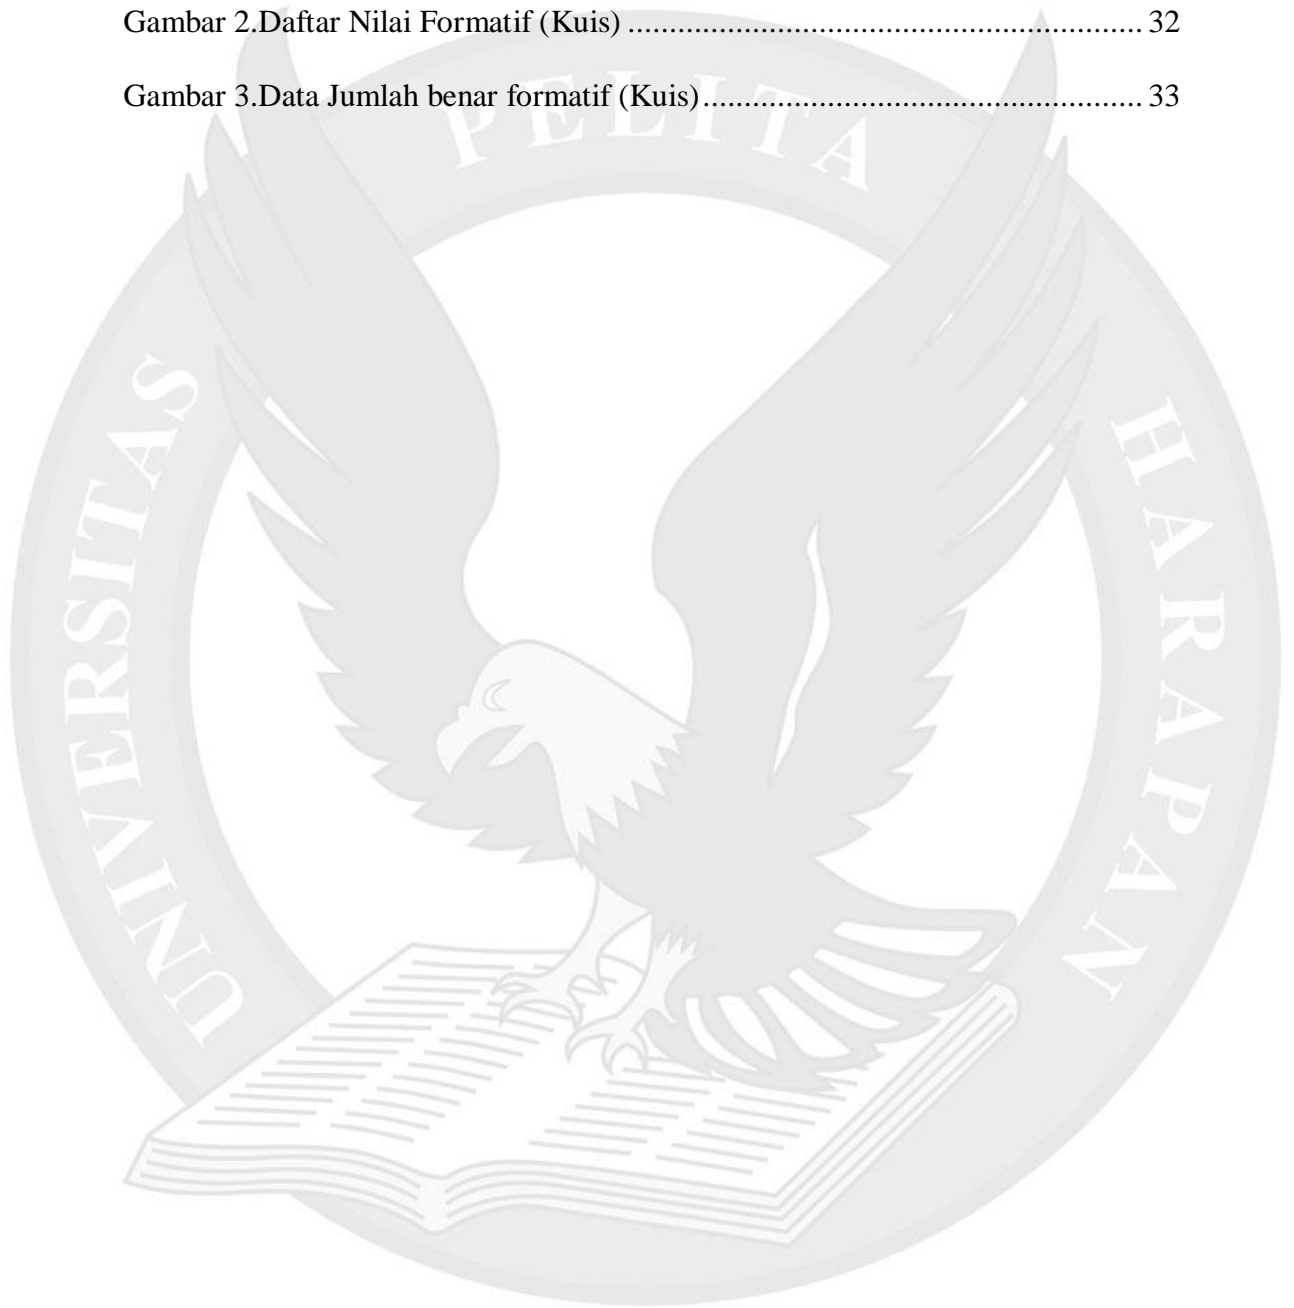 Gambar 2.Daftar Nilai Formatif (Kuis) ........................................................ 32
Gambar 3.Data Jumlah benar formatif (Kuis)................................................ 33
UNIVERSITAS PELITA HARAPAN